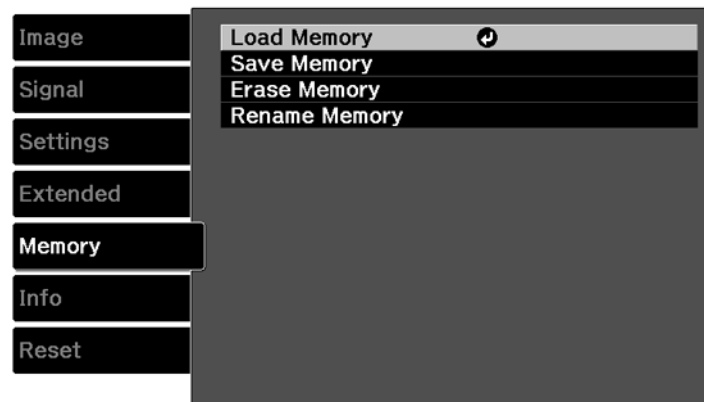 Image
Signal
Settings
Extended
Memory
Info
Reset
Load Memory
Save Memory
Erase Memory
Rename Memory